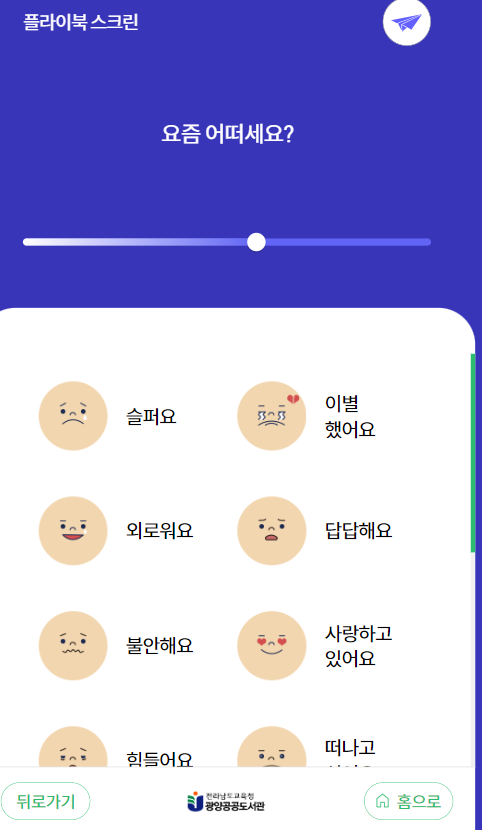 플라이북 스크린
요즘 어떠세요?
슬퍼요
이별
했어요
외로워요
답답해요
불안해요
사랑하고
있어요
힘들어요
떠나고
뒤로가기
전라남도교육청
광양공공도서관
홈으로